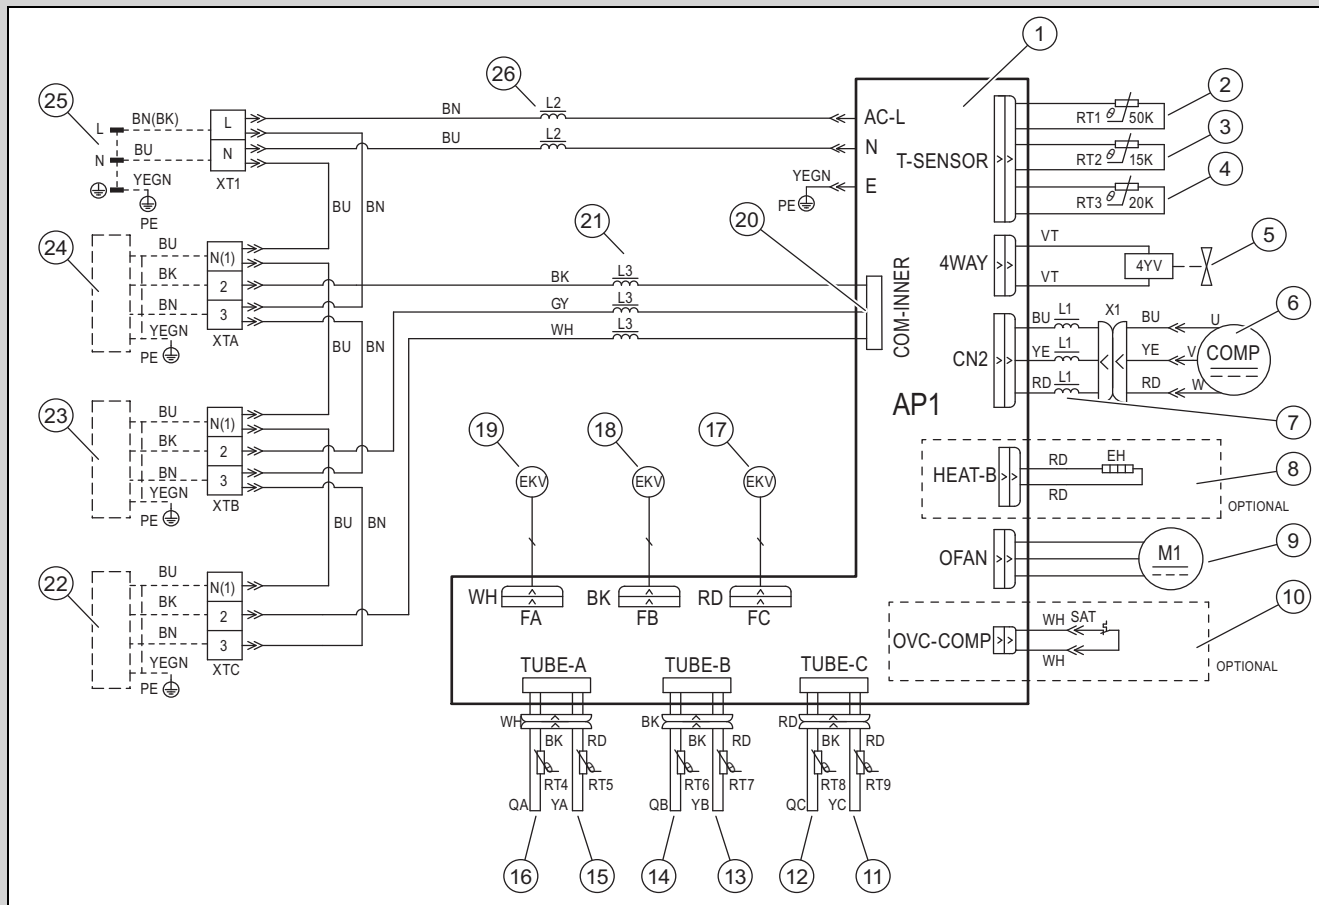 1
26
25
2
BN(BK)
L
L
BN
L2
AC-L
RT1
50K
3
BU
N
N
BU
L2
N
T-SENSOR
RT2
15K
YEGN
XT1
YEGN
E
4
PE
PE
RT3
20K
BU
BN
21
20
24
BU
N(1)
4WAY
VT
4YV
5
BK
2
BK
L3
VT
BN
3
GY
L3
COM-INNER
YEGN
PE
XTA
WH
L3
BU
BN
CN2
BU
L1
X1
BU
U
6
YE
L1
YE
V
COMP
RD
L1
RD
W
AP1
7
23
BU
N(1)
19
18
17
BK
2
BN
3
YEGN
PE
XTB
EKV
EKV
EKV
HEAT-B
RD
EH
8
RD
OPTIONAL
BU
BN
OFAN
M1
9
22
BU
N(1)
BK
2
BN
3
YEGN
PE
XTC
WH
BK
RD
FA
FB
FC
10
OVC-COMP
WH
SAT
WH
OPTIONAL
TUBE-A
TUBE-B
TUBE-C
WH
BK
RD
BK
RD
BK
RD
BK
RD
RT4
RT5
RT6
RT7
RT8
RT9
QA
YA
QB
YB
QC
YC
16
15
14
13
12
11